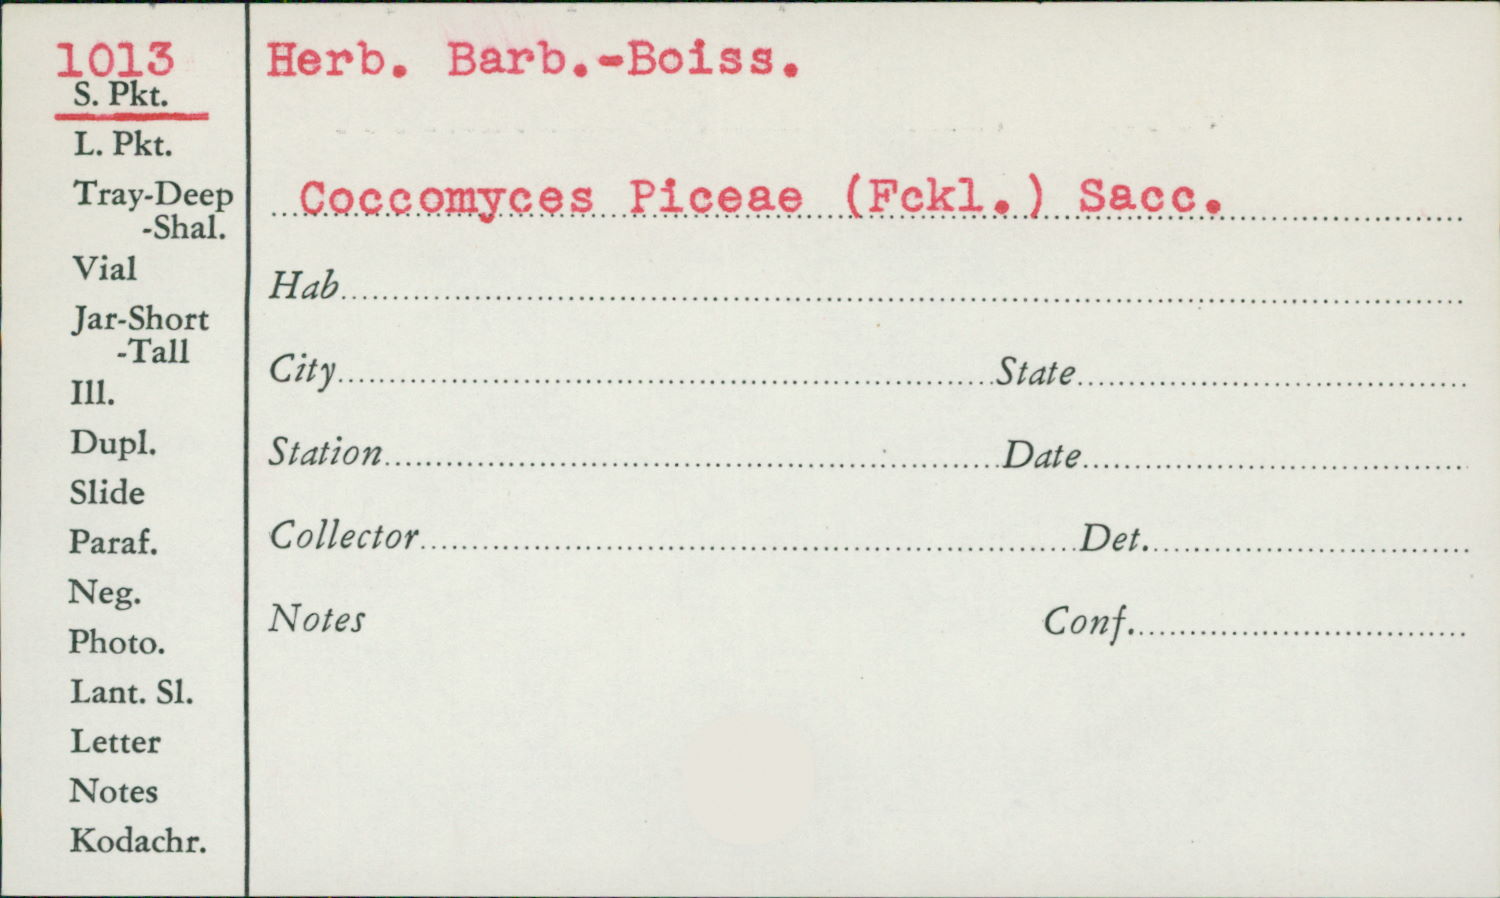 1013
S. Pkt.
L. Pkt.
Tray-Deep
-Shal.
Vial
Jar-Short
-Tall
Ill.
Dupl.
Slide
Paraf.
Neg.
Photo.
Lant. Sl.
Letter
Notes
Kodachr.
Herb. Barb.-Boiss.
Coccomyces Piceae (Fckl.) Sacc.
Hab
City State
Station Date
Collector Det.
Notes Conf.